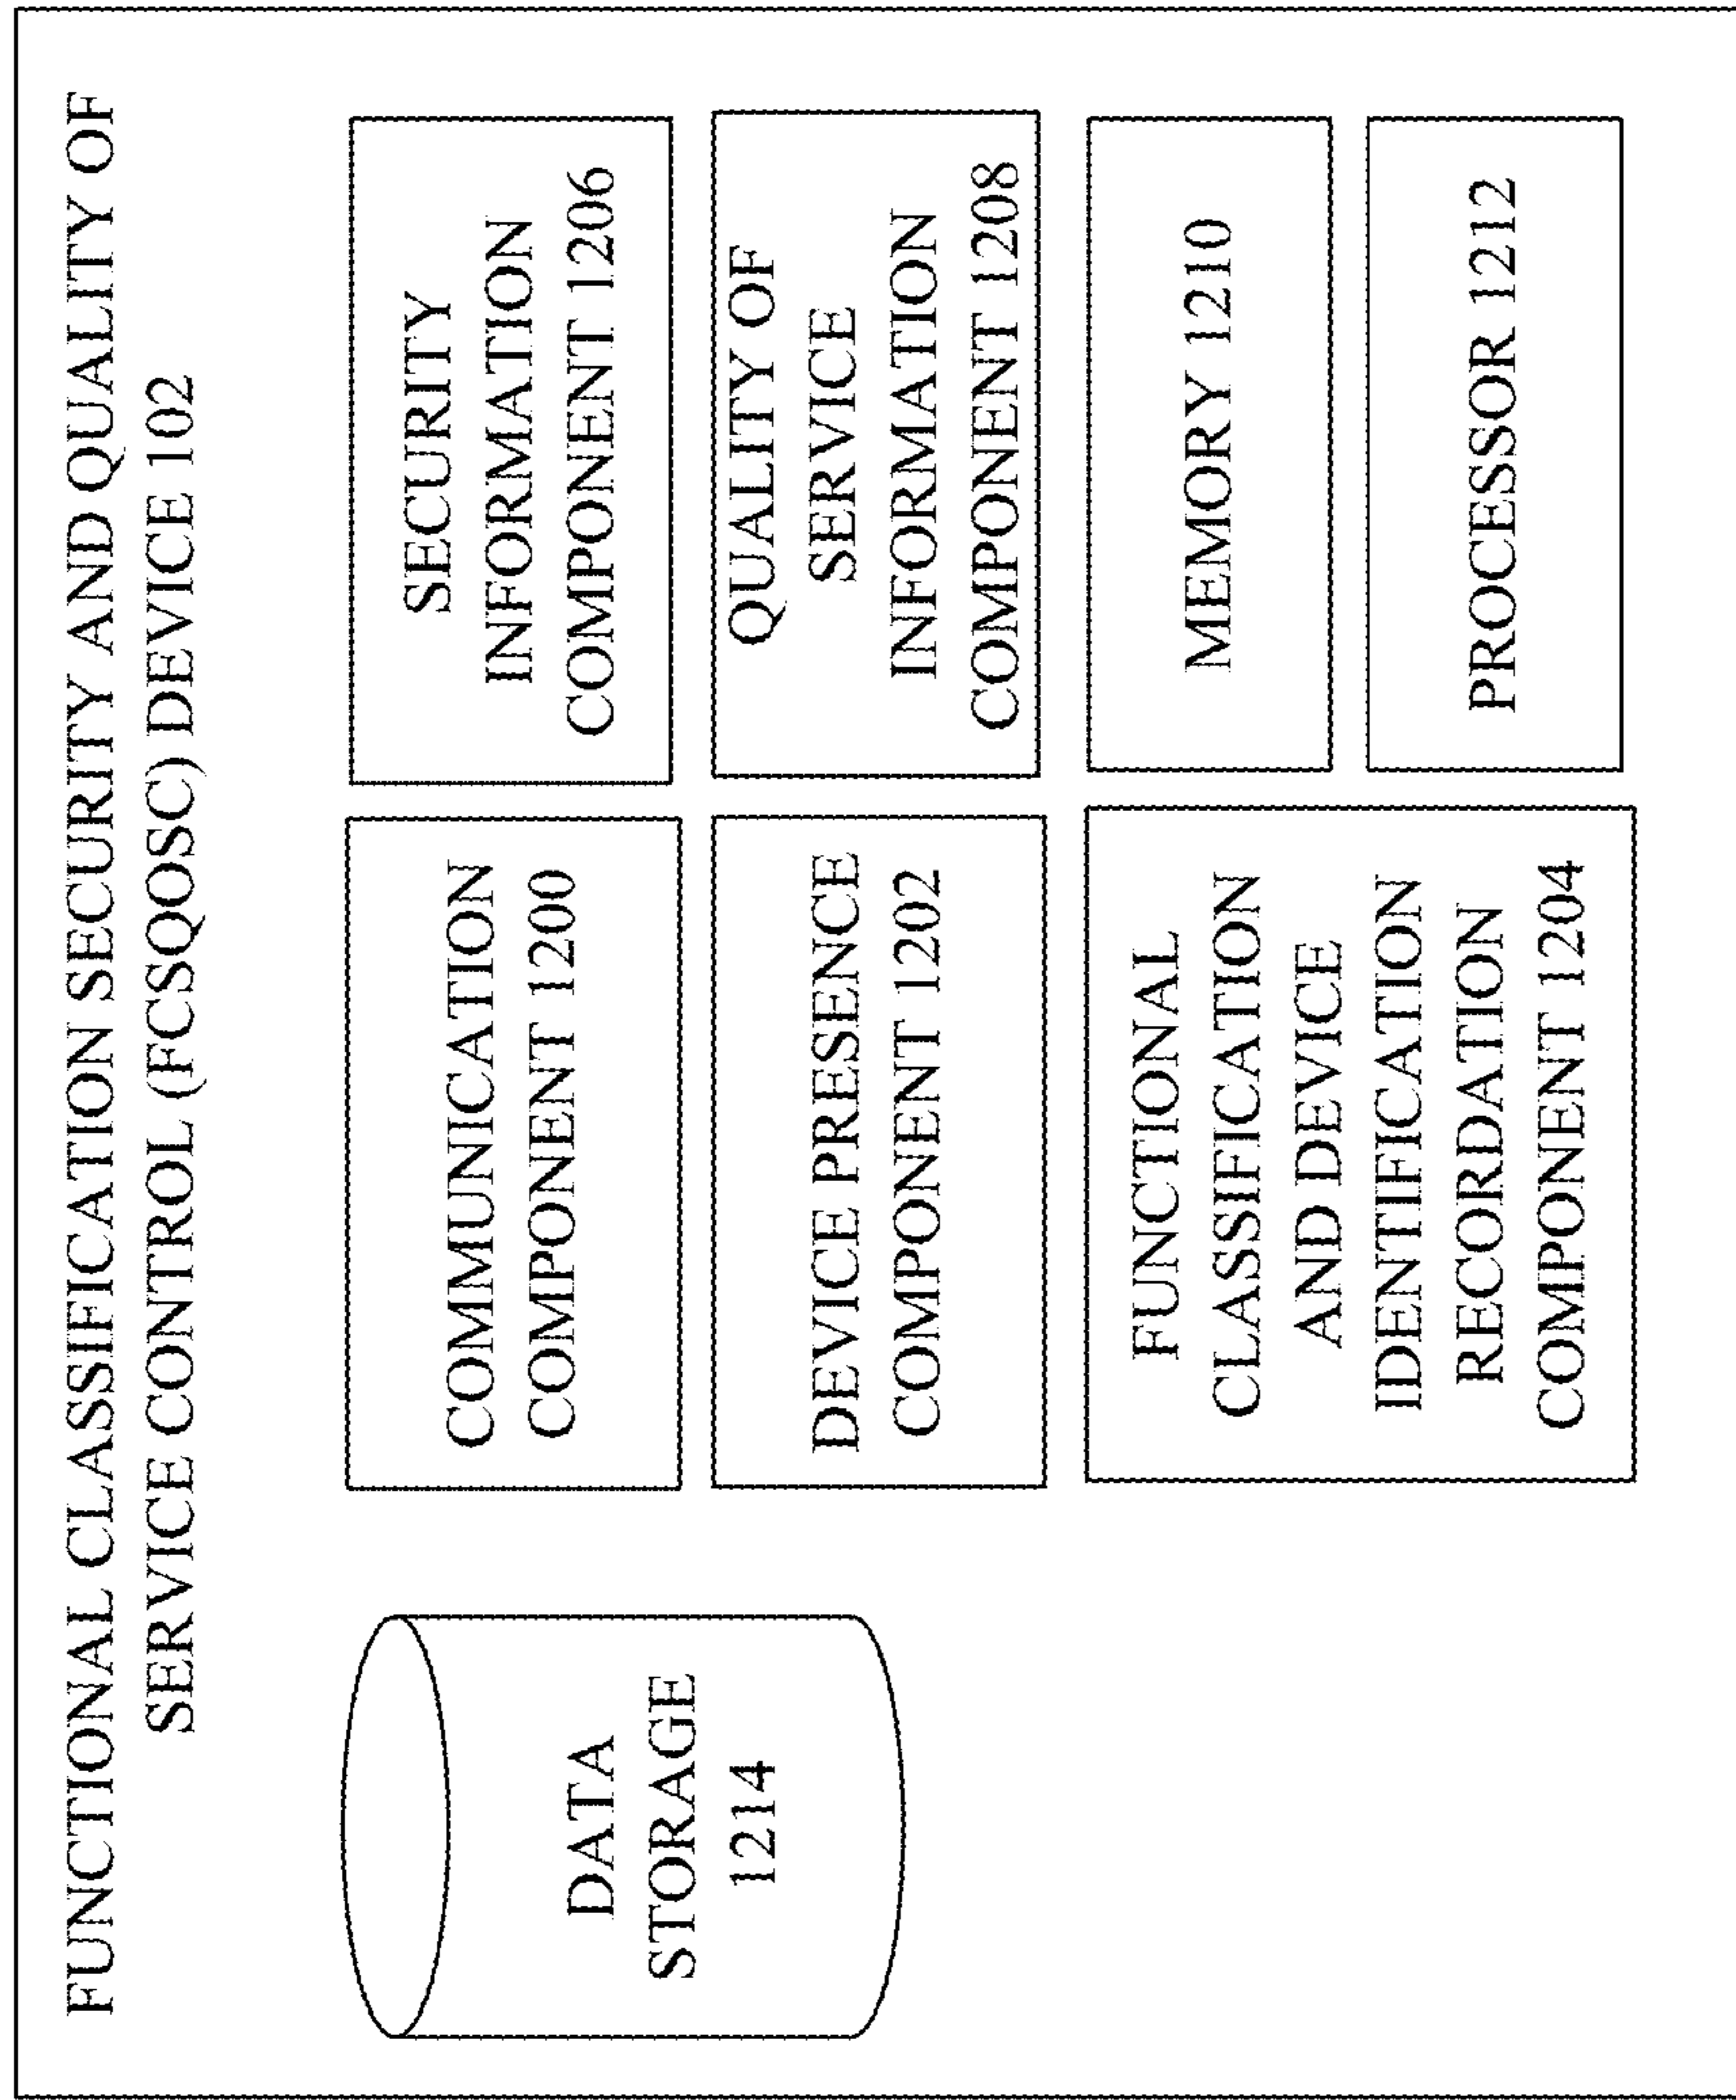 FUNCTIONAL CLASSIFICATION SECURITY AND QUALITY OF
SERVICE CONTROL (FCSQOSC) DEVICE 102
DATA
STORAGE
1214
COMMUNICATION
COMPONENT 1200
DEVICE PRESENCE
COMPONENT 1202
FUNCTIONAL
CLASSIFICATION
AND DEVICE
IDENTIFICATION
RECORDATION
COMPONENT 1204
SECURITY
INFORMATION
COMPONENT 1206
QUALITY OF
SERVICE
INFORMATION
COMPONENT 1208
MEMORY 1210
PROCESSOR 1212